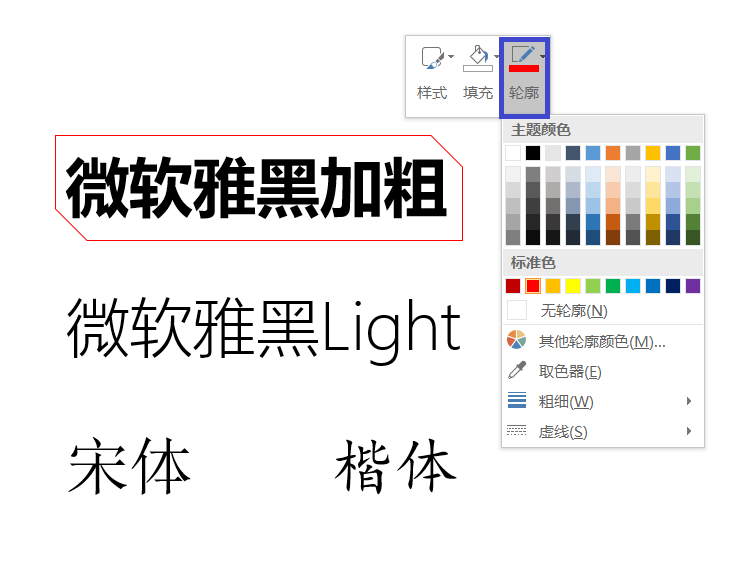 样式 填充 轮廓
主题颜色
微软雅黑加粗
标准色
无轮廓(N)
微软雅黑Light
其他轮廓颜色(M)...
取色器(E)
粗细(W)
虚线(S)
宋体 楷体